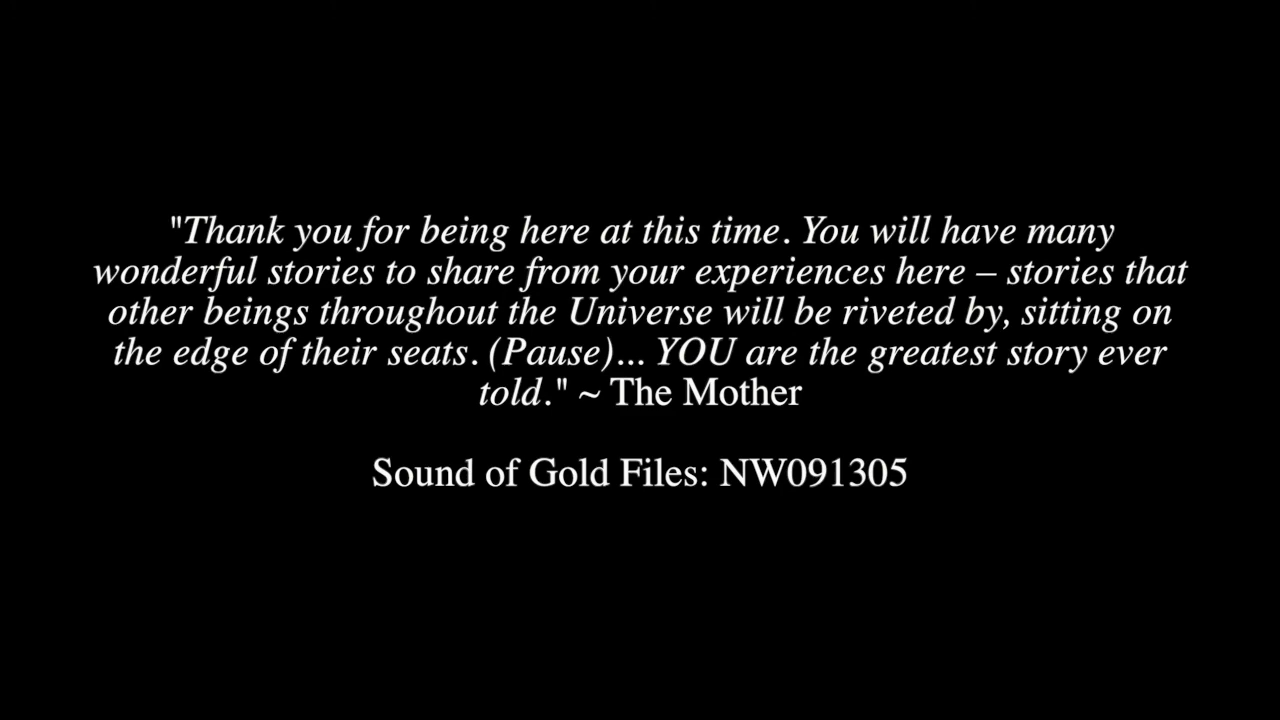 "Thank you for being here at this time. You will have many
wonderful stories to share from your experiences here – stories that
other beings throughout the Universe will be riveted by, sitting on
the edge of their seats. (Pause)... YOU are the greatest story ever
told." ~ The Mother
Sound of Gold Files: NW091305